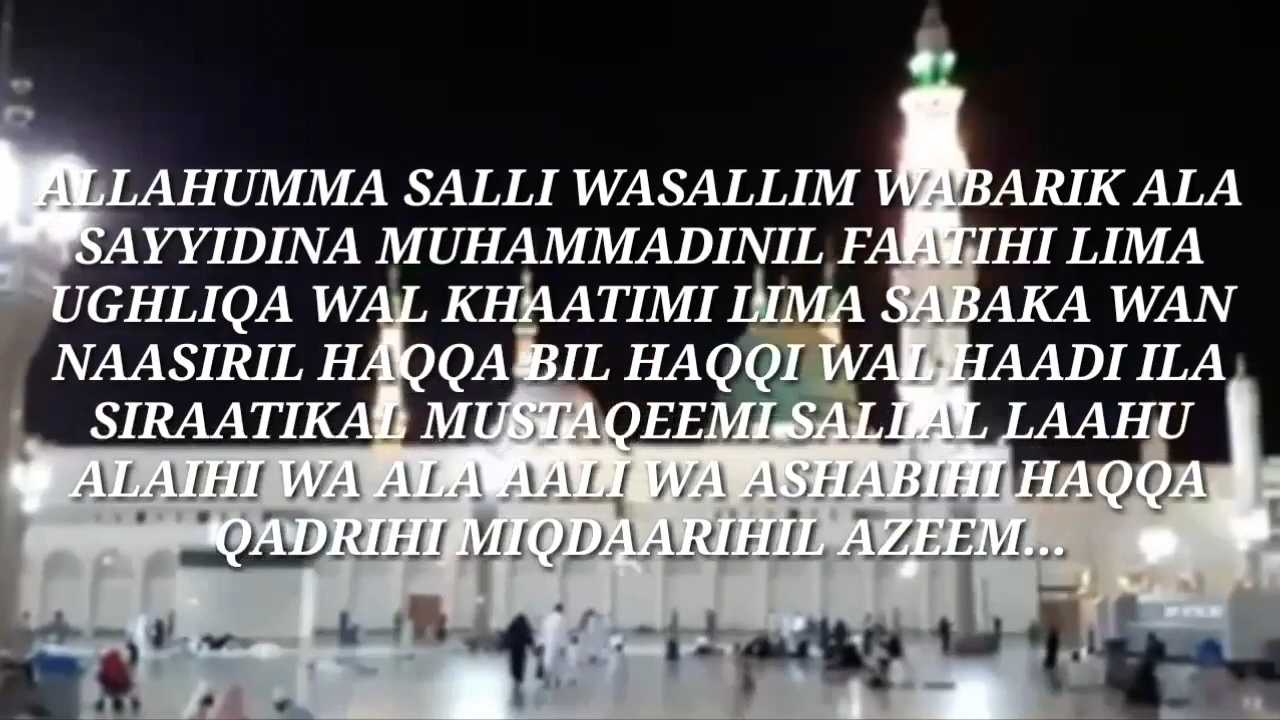 ALLAHUMMA SALLI WASALLIM WABARIK ALA
SAYYIDINA MUHAMMADINIL FAATIHI LIMA
UGHLIQA WAL KHAATIMI LIMA SABAKA WAN
NAASIRIL HAQQA BIL HAQQI WAL HAADI ILA
SIRAATIKAL MUSTAQEEMI SALLAL LAAHU
ALAIHI WA ALA AALI WA ASHABIHI HAQQA
QADRIHI MIQDAARIHIL AZEEM...